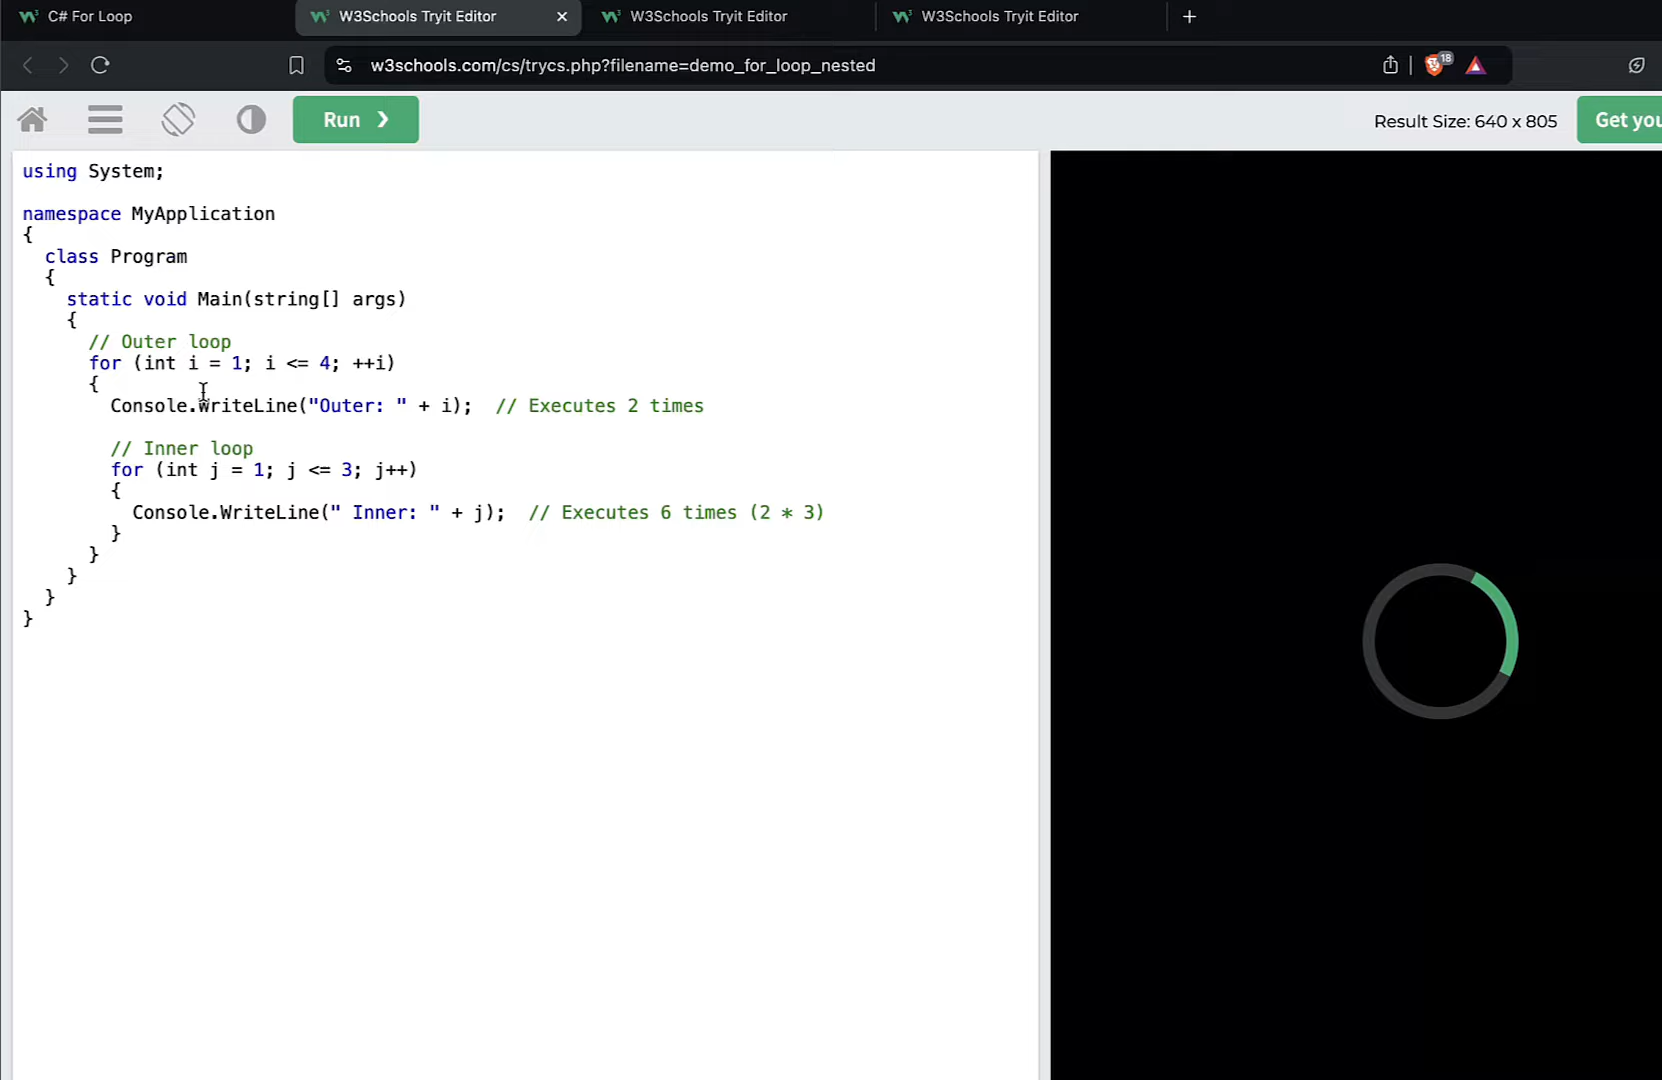 C# For Loop
W3Schools Tryit Editor
W3Schools Tryit Editor
W3Schools Tryit Editor
w3schools.com/cs/trycs.php?filename=demo_for_loop_nested
18
Run ❯
Result Size: 640 x 805
Get you
using System;
namespace MyApplication
{
  class Program
  {
    static void Main(string[] args)
    {
      // Outer loop
      for (int i = 1; i <= 4; ++i)
      {
        Console.WriteLine("Outer: " + i);  // Executes 2 times
        // Inner loop
        for (int j = 1; j <= 3; j++)
        {
          Console.WriteLine(" Inner: " + j);  // Executes 6 times (2 * 3)
        }
      }
    }
  }
}